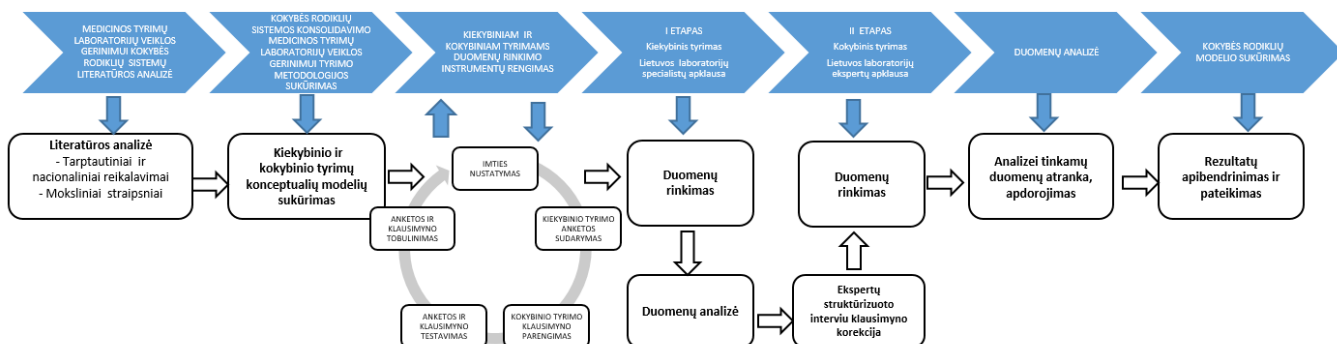 MEDICINOS TYRIMŲ
LABORATORIJŲ VEIKLOS
GERINIMUI KOKYBĖS
RODIKLIŲ SISTEMŲ
LITERATŪROS ANALIZĖ
KOKYBĖS RODIKLIŲ
SISTEMOS KONSOLIDAVIMO
MEDICINOS TYRIMŲ
LABORATORIJŲ VEIKLOS
GERINIMUI TYRIMO
METODOLOGIJOS
SUKŪRIMAS
KIEKYBINIAM IR
KOKYBINIAM TYRIMAMS
DUOMENŲ RINKIMO
INSTRUMENTŲ RENGIMAS
I ETAPAS
Kiekybinis tyrimas
Lietuvos laboratorijų
specialistų apklausa
II ETAPAS
Kokybinis tyrimas
Lietuvos laboratorijų
ekspertų apklausa
DUOMENŲ ANALIZĖ
KOKYBĖS RODIKLIŲ
MODELIO SUKŪRIMAS
Literatūros analizė
- Tarptautiniai ir
nacionaliniai reikalavimai
- Moksliniai straipsniai
Kiekybinio ir
kokybinio tyrimų
konceptualių modelių
sukūrimas
IMTIES
NUSTATYMAS
KIEKYBINIO TYRIMO
ANKETOS
SUDARYMAS
KOKYBINIO TYRIMO
KLAUSIMYNO
PARENGIMAS
ANKETOS IR
KLAUSIMYNO
TESTAVIMAS
ANKETOS IR
KLAUSIMYNO
TOBULINIMAS
Duomenų
rinkimas
Duomenų analizė
Ekspertų
struktūrizuoto
interviu klausimyno
korekcija
Duomenų
rinkimas
Analizei tinkamų
duomenų atranka,
apdorojimas
Rezultatų
apibendrinimas ir
pateikimas